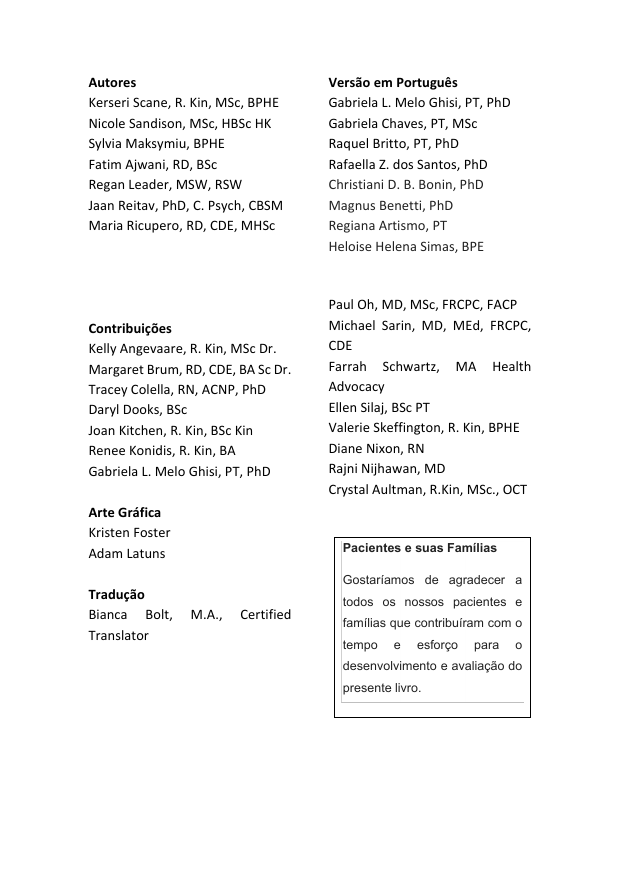 Autores
Kerseri Scane, R. Kin, MSc, BPHE
Nicole Sandison, MSc, HBSc HK
Sylvia Maksymiu, BPHE
Fatim Ajwani, RD, BSc
Regan Leader, MSW, RSW
Jaan Reitav, PhD, C. Psych, CBSM
Maria Ricupero, RD, CDE, MHSc
Contribuições
Kelly Angevaare, R. Kin, MSc Dr.
Margaret Brum, RD, CDE, BA Sc Dr.
Tracey Colella, RN, ACNP, PhD
Daryl Dooks, BSc
Joan Kitchen, R. Kin, BSc Kin
Renee Konidis, R. Kin, BA
Gabriela L. Melo Ghisi, PT, PhD
Arte Gráfica
Kristen Foster
Adam Latuns
Tradução
Bianca Bolt, M.A., Certified
Translator
Versão em Português
Gabriela L. Melo Ghisi, PT, PhD
Gabriela Chaves, PT, MSc
Raquel Britto, PT, PhD
Rafaella Z. dos Santos, PhD
Christiani D. B. Bonin, PhD
Magnus Benetti, PhD
Regiana Artismo, PT
Heloise Helena Simas, BPE
Paul Oh, MD, MSc, FRCPC, FACP
Michael Sarin, MD, MEd, FRCPC,
CDE
Farrah Schwartz, MA Health
Advocacy
Ellen Silaj, BSc PT
Valerie Skeffington, R. Kin, BPHE
Diane Nixon, RN
Rajni Nijhawan, MD
Crystal Aultman, R.Kin, MSc., OCT
Pacientes e suas Famílias
Gostaríamos de agradecer a
todos os nossos pacientes e
famílias que contribuíram com o
tempo e esforço para o
desenvolvimento e avaliação do
presente livro.